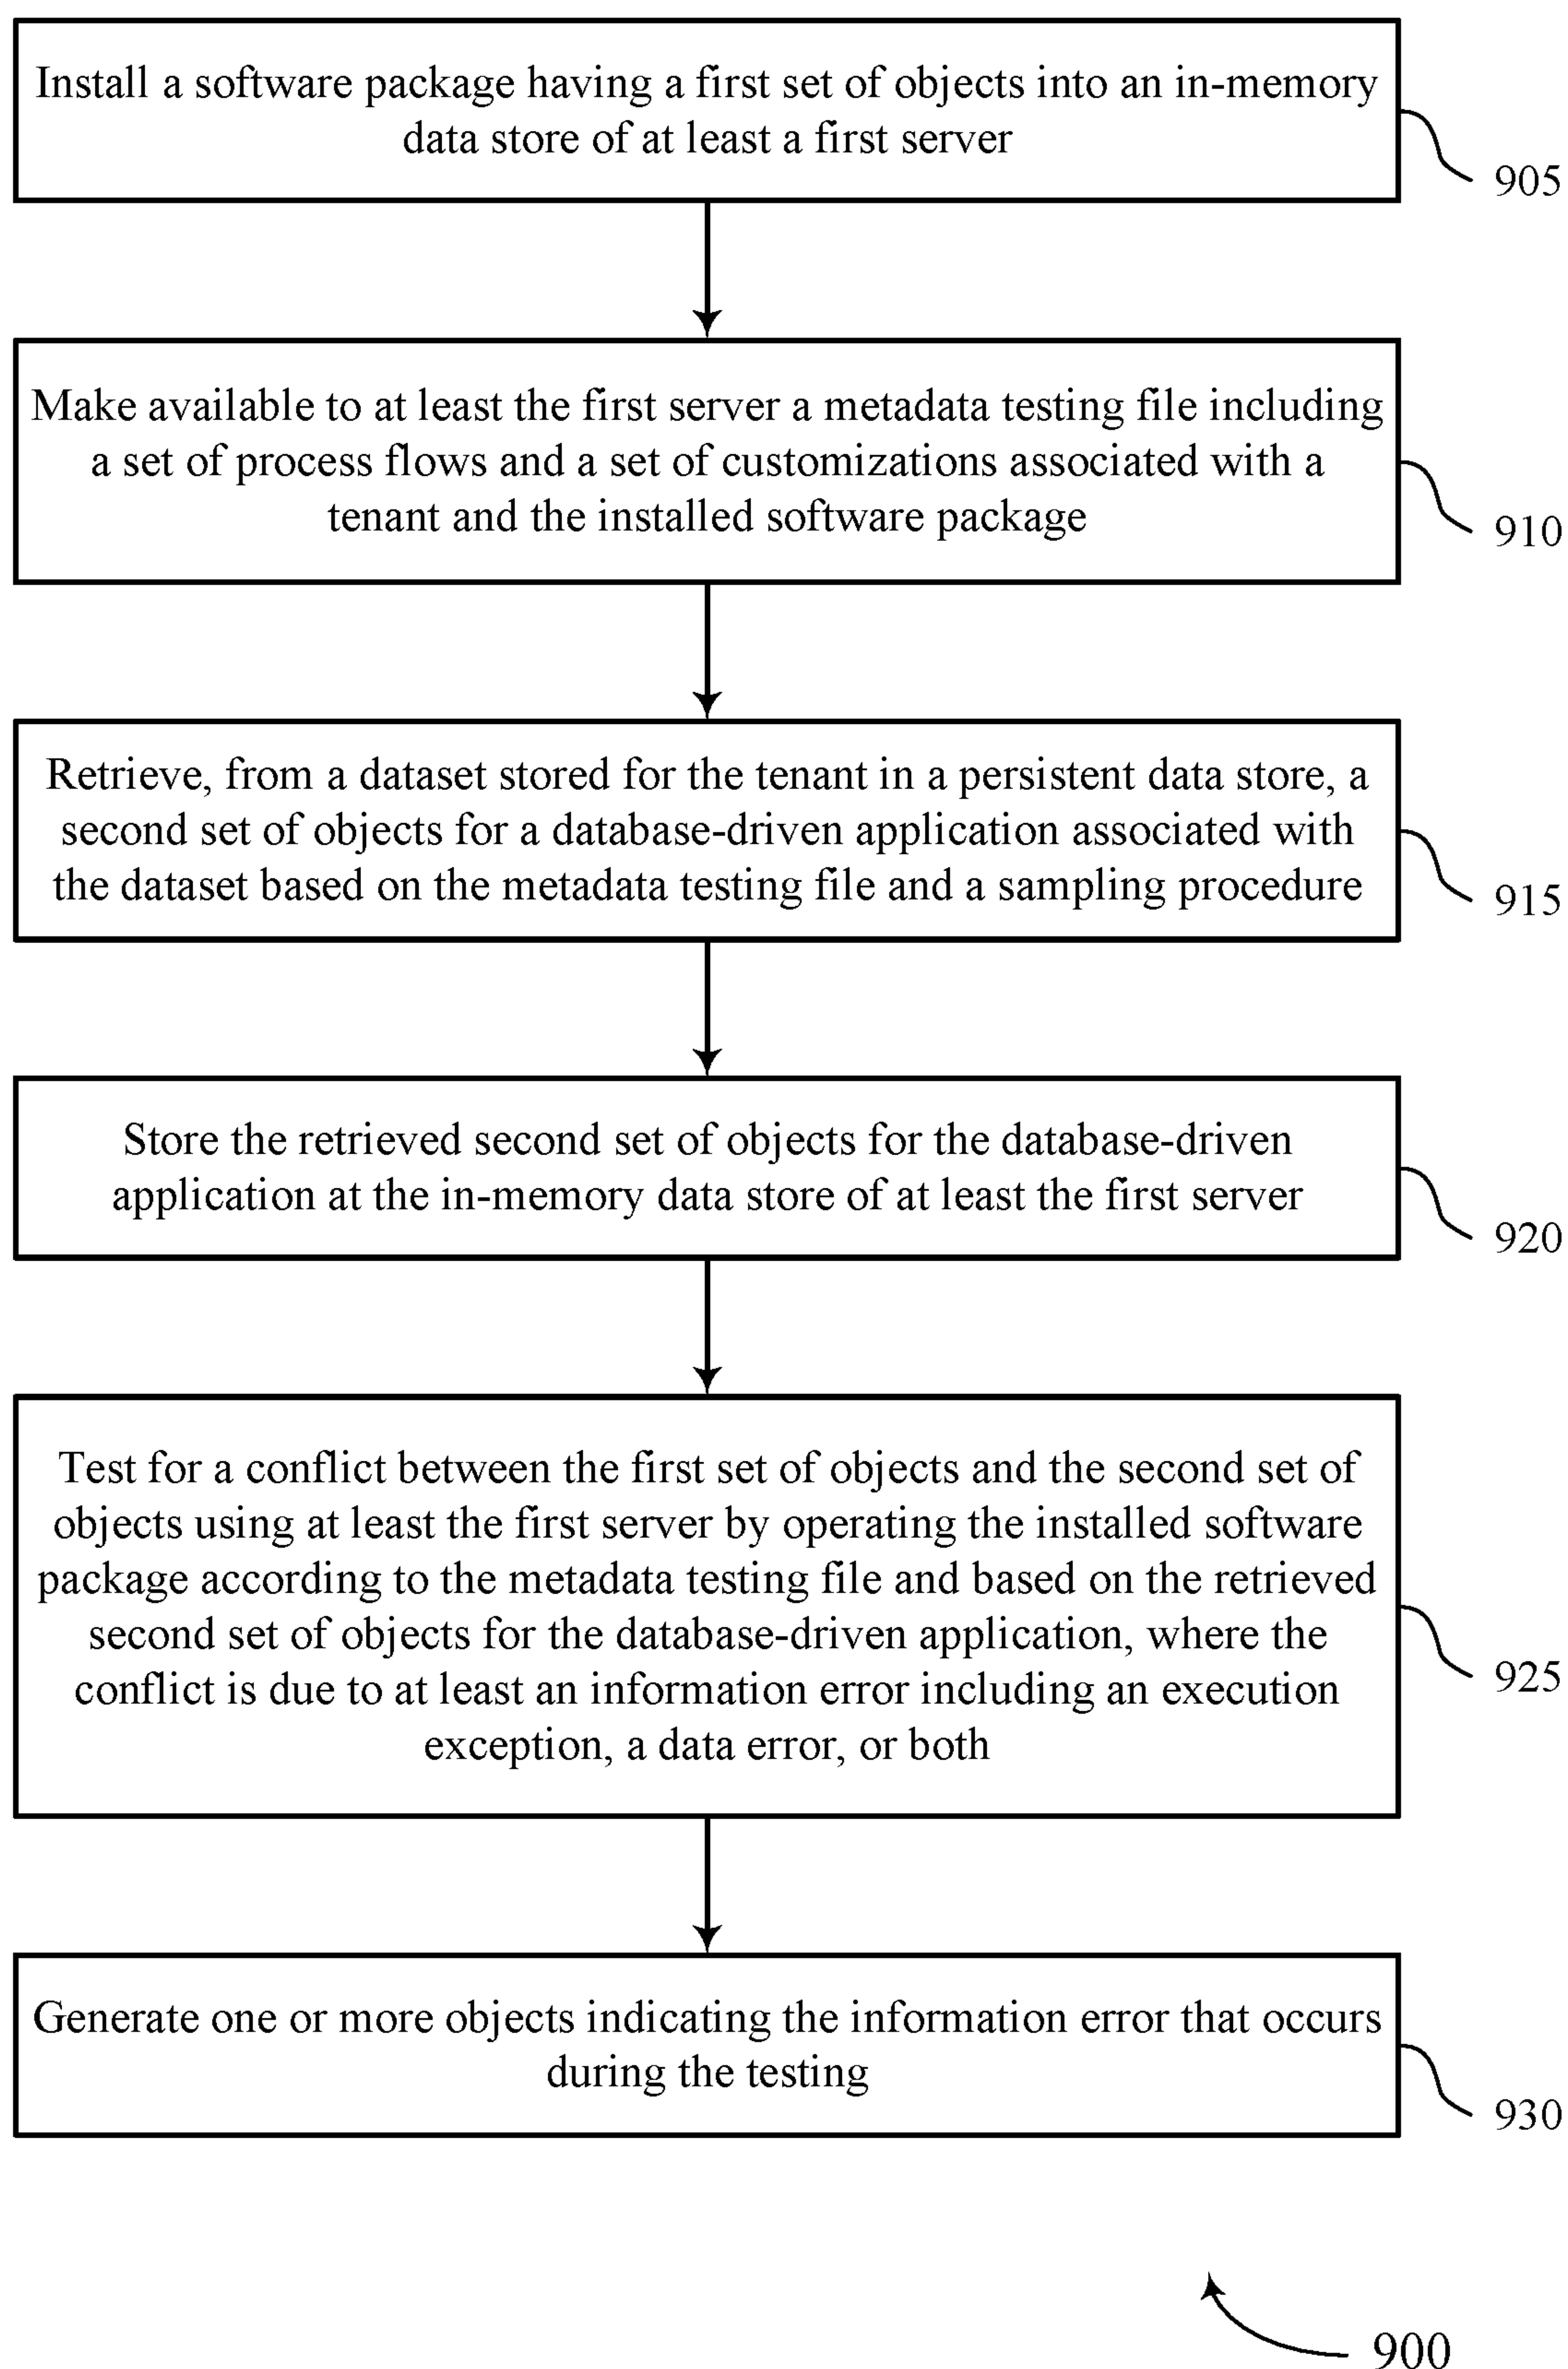 Install a software package having a first set of objects into an in-memory
data store of at least a first server
905
Make available to at least the first server a metadata testing file including
a set of process flows and a set of customizations associated with a
tenant and the installed software package
910
Retrieve, from a dataset stored for the tenant in a persistent data store, a
second set of objects for a database-driven application associated with
the dataset based on the metadata testing file and a sampling procedure
915
Store the retrieved second set of objects for the database-driven
application at the in-memory data store of at least the first server
920
Test for a conflict between the first set of objects and the second set of
objects using at least the first server by operating the installed software
package according to the metadata testing file and based on the retrieved
second set of objects for the database-driven application, where the
conflict is due to at least an information error including an execution
exception, a data error, or both
925
Generate one or more objects indicating the information error that occurs
during the testing
930
900